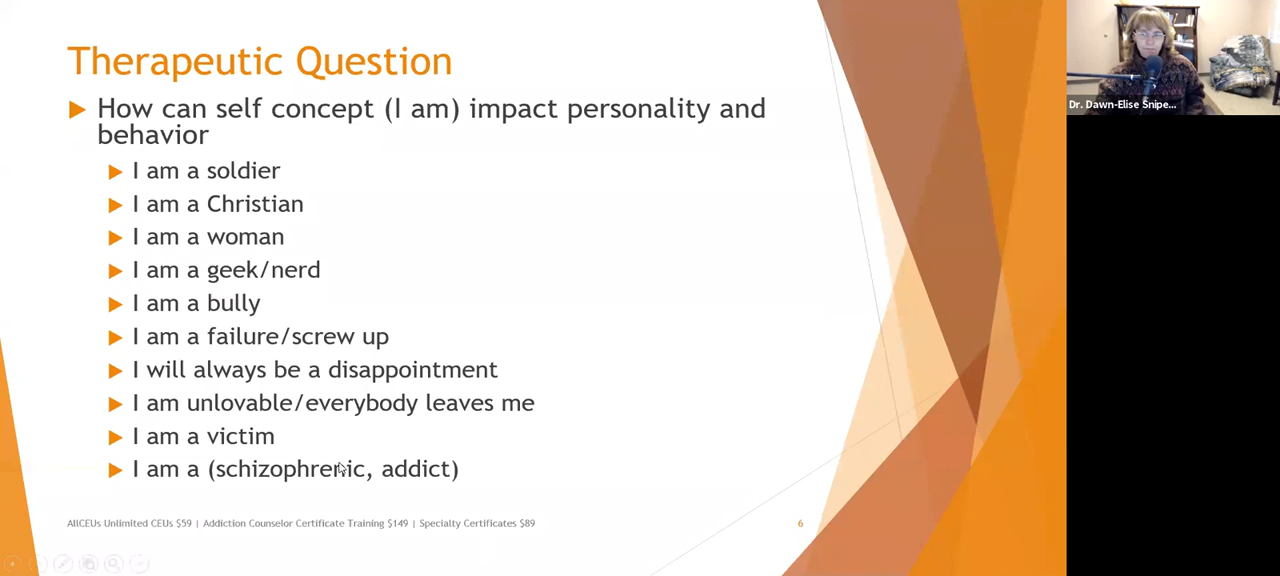 Therapeutic Question
How can self concept (I am) impact personality and
behavior
I am a soldier
I am a Christian
I am a woman
I am a geek/nerd
I am a bully
I am a failure/screw up
I will always be a disappointment
I am unlovable/everybody leaves me
I am a victim
I am a (schizophrenic, addict)
AllCEUs Unlimited CEUs $59 | Addiction Counselor Certificate Training $149 | Specialty Certificates $89
6
Dr. Dawn-Elise Snipe...